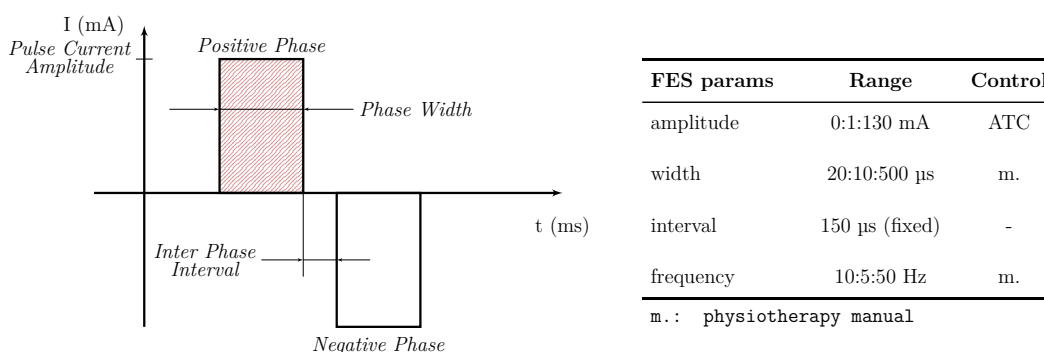 I (mA)
Pulse Current
Amplitude
Positive Phase
Phase Width
t (ms)
Inter Phase
Interval
Negative Phase
FES params Range Control
amplitude 0:1:130 mA ATC
width 20:10:500 µs m.
interval 150 µs (fixed) -
frequency 10:5:50 Hz m.
m.: physiotherapy manual